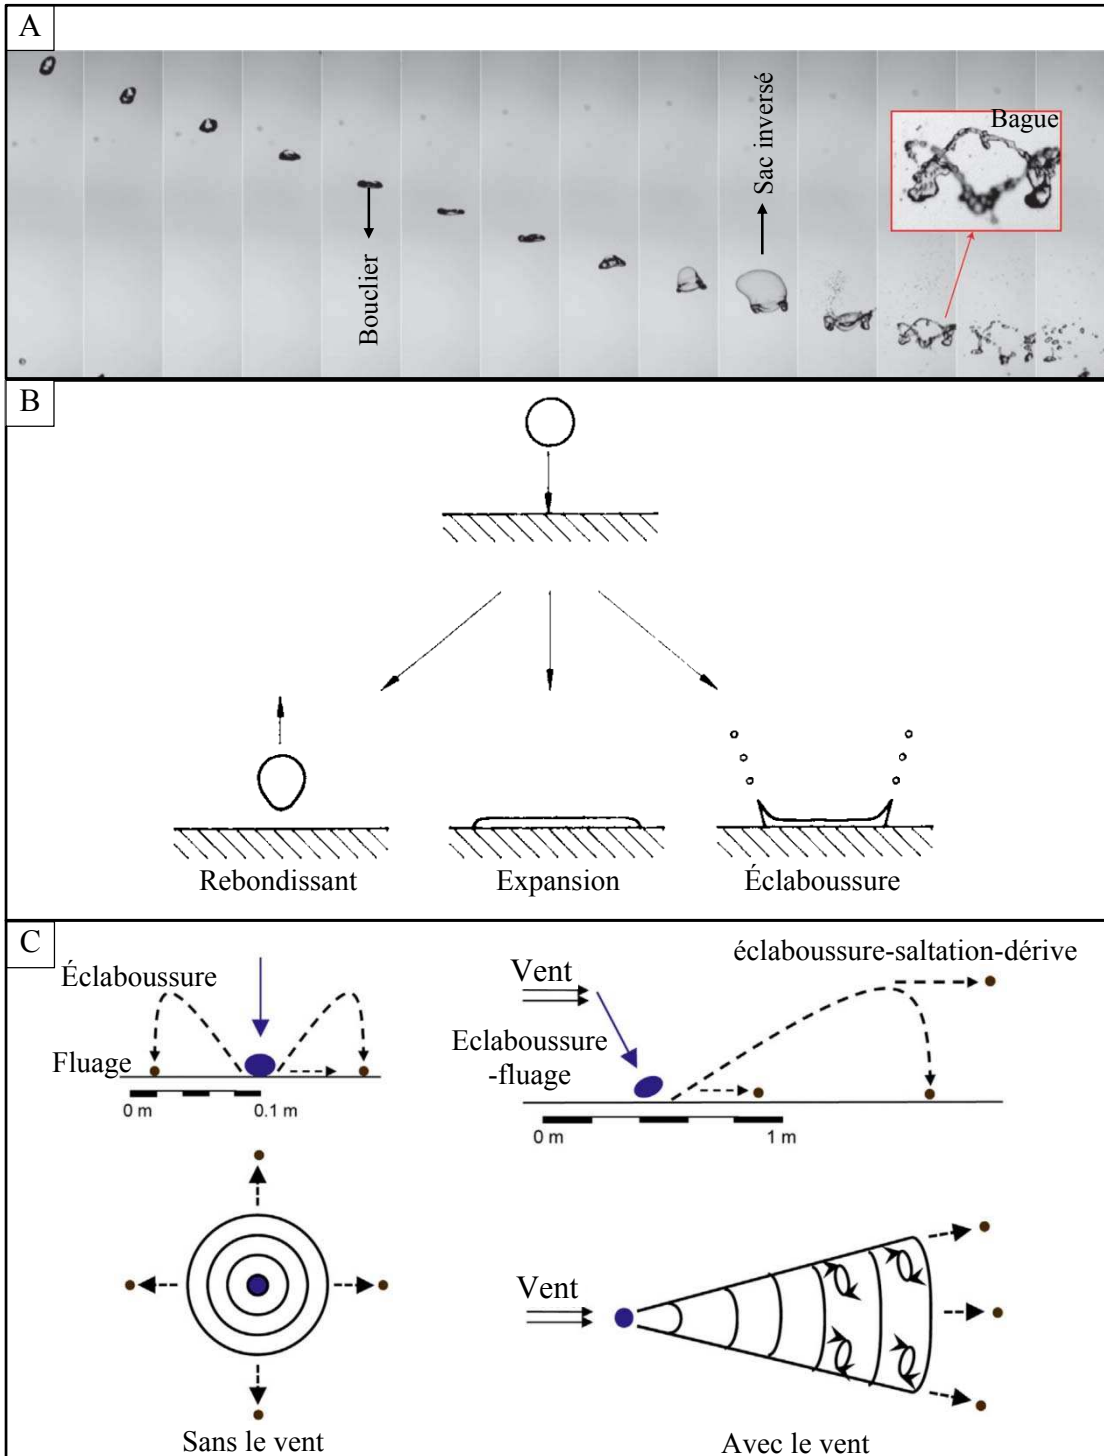 A
Bouclier
Sac inversé
Bague
B
Rebondissant
Expansion
Éclaboussure
C
Éclaboussure
Fluage
0 m
0.1 m
Vent
Eclaboussure
-fluage
éclaboussure-saltation-dérive
0 m
1 m
Vent
Sans le vent
Avec le vent